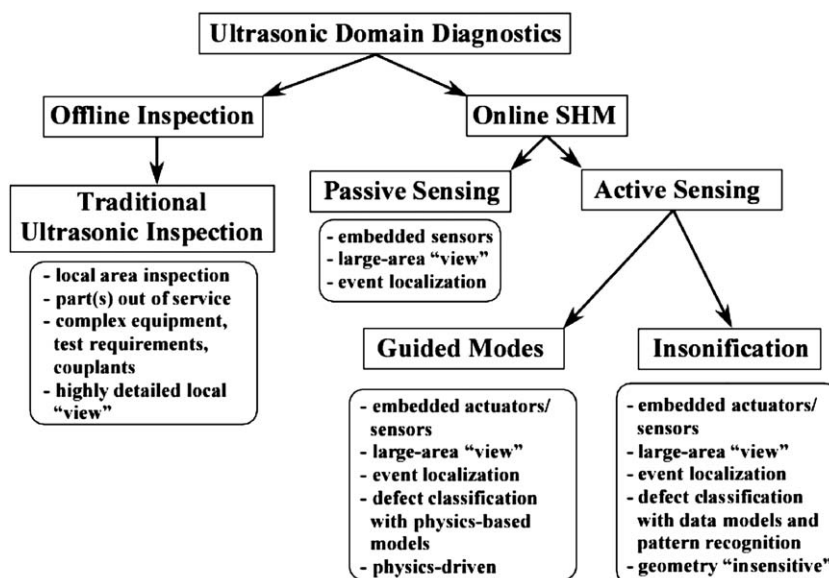 Ultrasonic Domain Diagnostics
Offline Inspection
Online SHM
Traditional
Ultrasonic Inspection
- local area inspection
- part(s) out of service
- complex equipment,
test requirements,
couplants
- highly detailed local
“view”
Passive Sensing
- embedded sensors
- large-area “view”
- event localization
Active Sensing
Guided Modes
- embedded actuators/
sensors
- large-area “view”
- event localization
- defect classification
with physics-based
models
- physics-driven
Insonification
- embedded actuators/
sensors
- large-area “view”
- event localization
- defect classification
with data models and
pattern recognition
- geometry “insensitive”